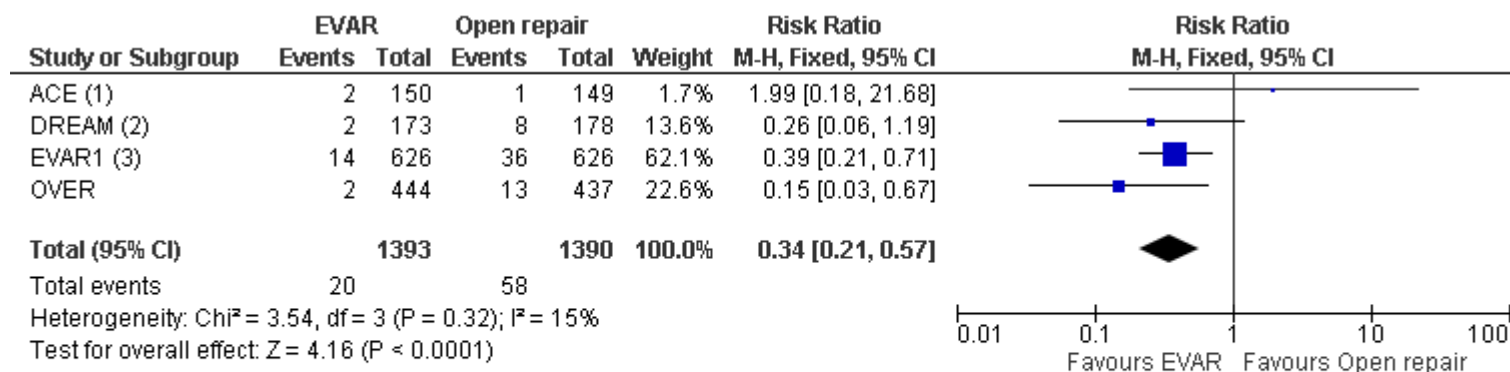 EVAR Open repair Risk Ratio Risk Ratio
Study or Subgroup Events Total Events Total Weight M-H, Fixed, 95% CI M-H, Fixed, 95% CI
ACE (1) 2 150 1 149 1.7% 1.99 [0.18, 21.68]
DREAM (2) 2 173 8 178 13.6% 0.26 [0.06, 1.19]
EVAR1 (3) 14 626 36 626 62.1% 0.39 [0.21, 0.71]
OVER 2 444 13 437 22.6% 0.15 [0.03, 0.67]
Total (95% CI) 1393 1390 100.0% 0.34 [0.21, 0.57]
Total events 20 58
Heterogeneity: Chi² = 3.54, df = 3 (P = 0.32); I² = 15%
Test for overall effect: Z = 4.16 (P < 0.0001)
0.01 0.1 1 10 100
Favours EVAR Favours Open repair